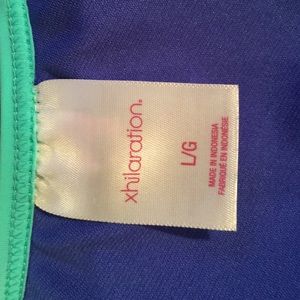 xhilaration.
L/G
MADE IN INDONESIA
FABRIQUÉ EN INDONÉSIE